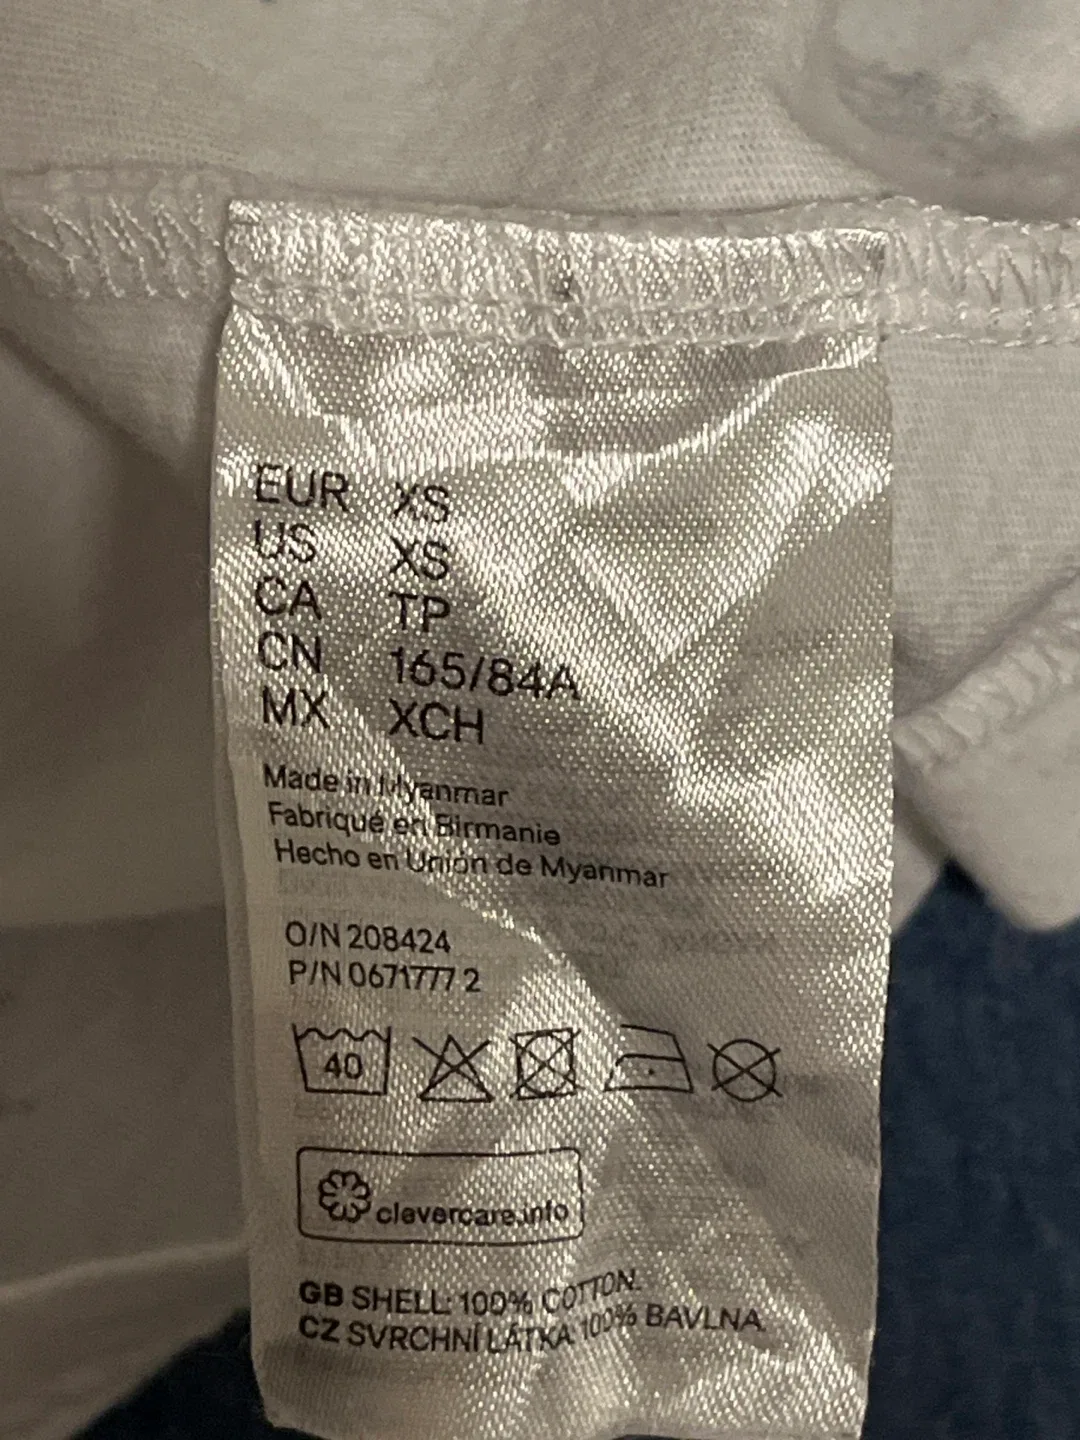 EUR XS
US XS
CA TP
CN 165/84A
MX XCH
Made in Myanmar
Fabriqué en Birmanie
Hecho en Unión de Myanmar
O/N 208424
P/N 0671777 2
40
clevercare.info
GB SHELL: 100% COTTON.
CZ SVRCHNÍ LÁTKA 100% BAVLNA.